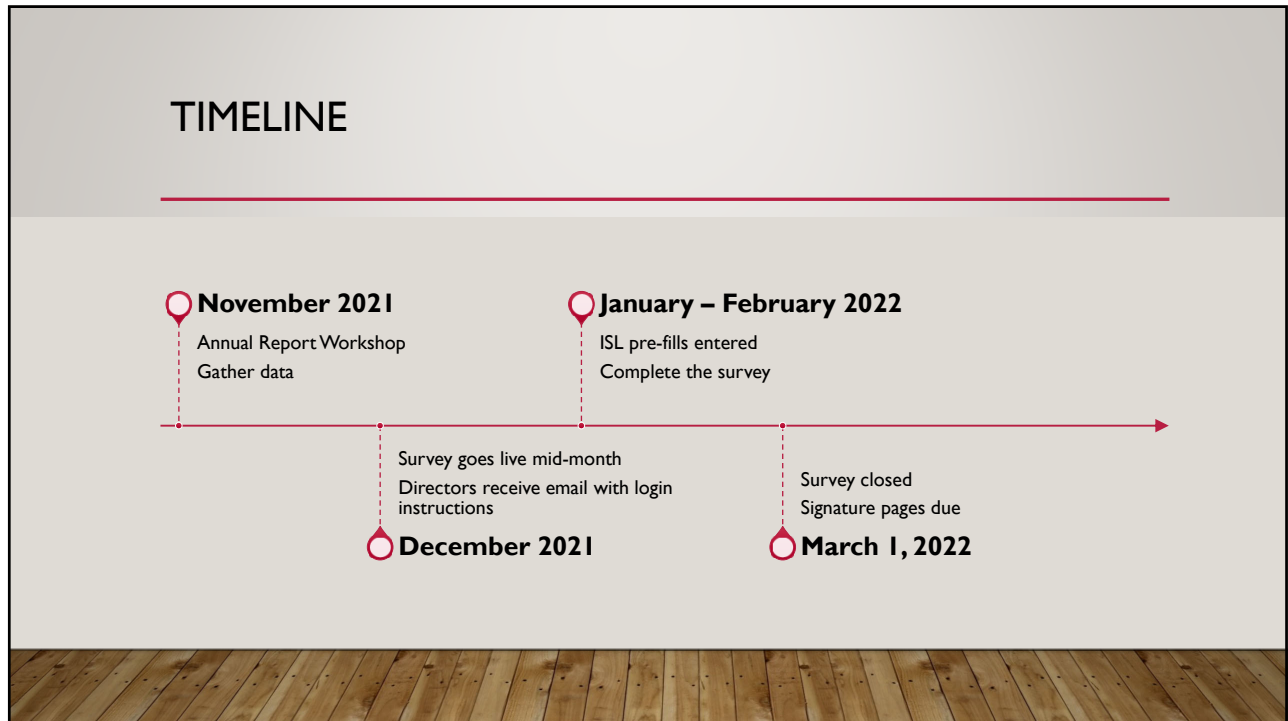 TIMELINE
November 2021
Annual Report Workshop
Gather data
Survey goes live mid-month
Directors receive email with login
instructions
December 2021
January – February 2022
ISL pre-fills entered
Complete the survey
Survey closed
Signature pages due
March 1, 2022